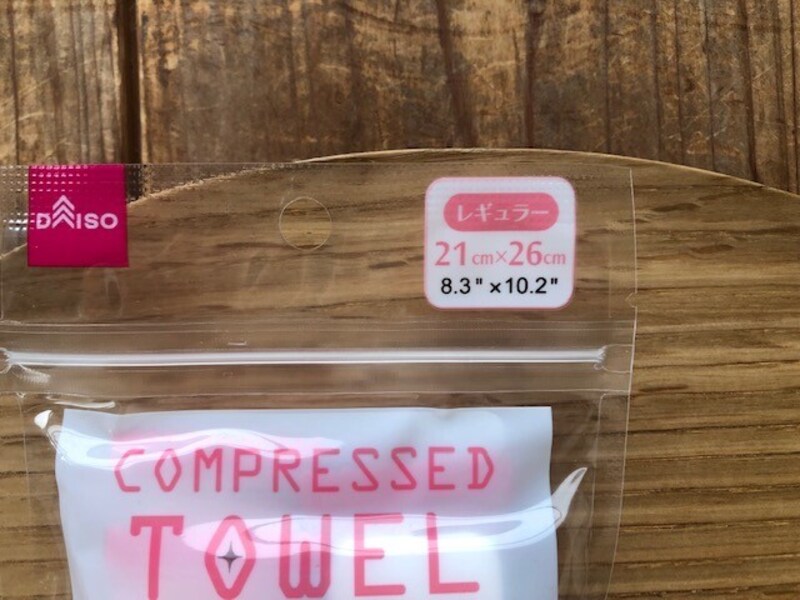 DAISO
レギュラー
21cm×26cm
8.3"×10.2"
COMPRESSED
TOWEL